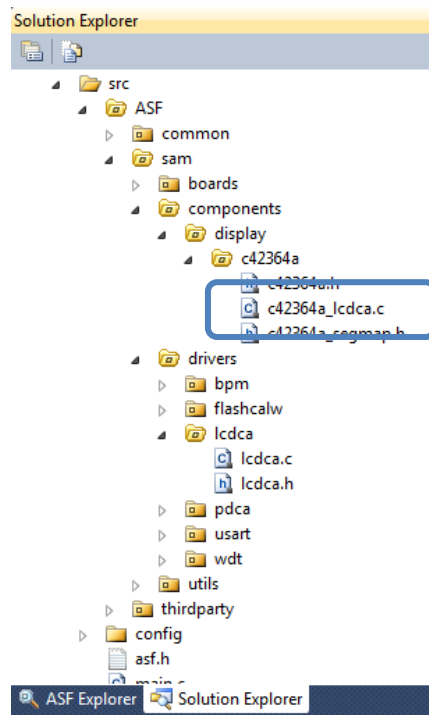 Solution Explorer
src
ASF
common
sam
boards
components
display
c42364a
c42364a.h
c42364a_lcdca.c
c42364a_segmap.h
drivers
bpm
flashcalw
lcdca
lcdca.c
lcdca.h
pdca
usart
wdt
utils
thirdparty
config
asf.h
main.c
ASF Explorer Solution Explorer